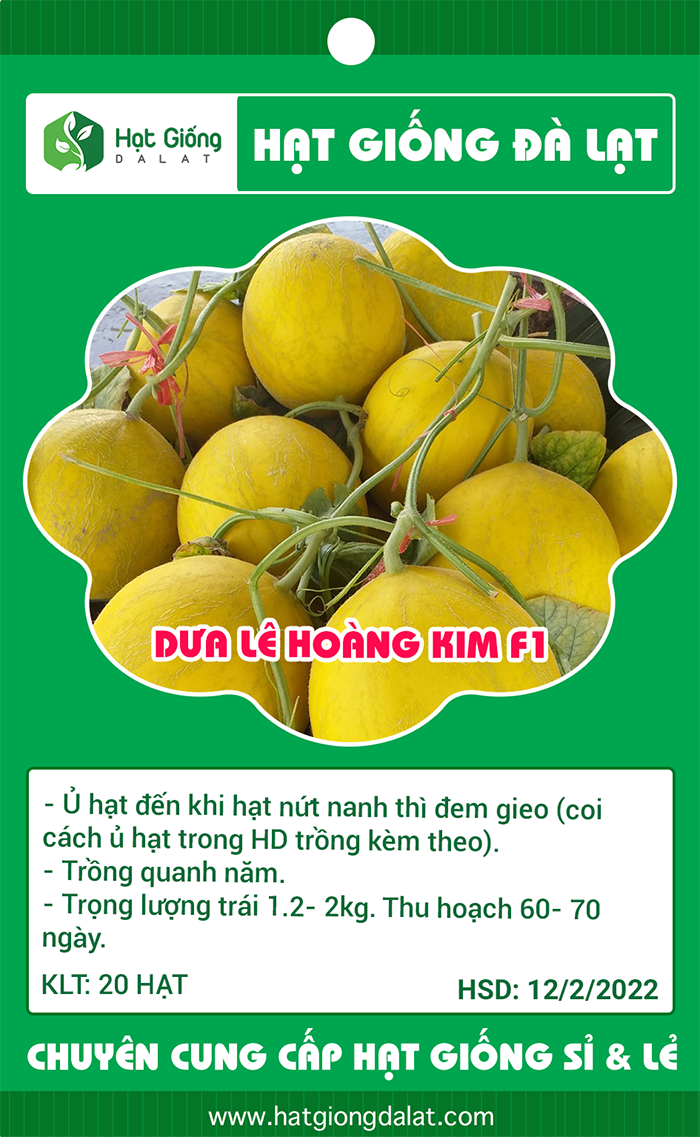 Hạt Giống
DALAT
HẠT GIỐNG ĐÀ LẠT
DƯA LÊ HOÀNG KIM F1
- Ủ hạt đến khi hạt nứt nanh thì đem gieo (coi
cách ủ hạt trong HD trồng kèm theo).
- Trồng quanh năm.
- Trọng lượng trái 1.2- 2kg. Thu hoạch 60- 70
ngày.
KLT: 20 HẠT
HSD: 12/2/2022
CHUYÊN CUNG CẤP HẠT GIỐNG SỈ & LẺ
www.hatgiongdalat.com